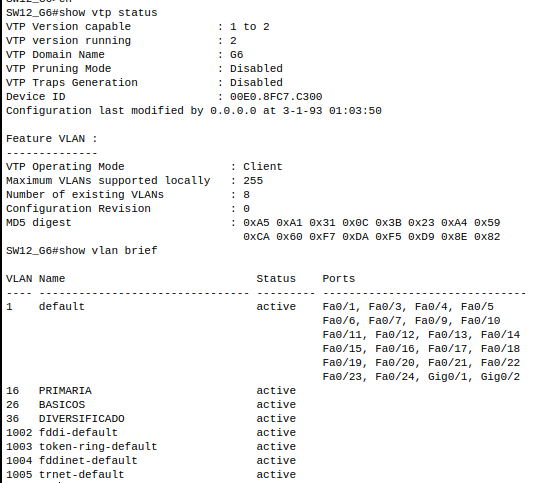 SW12_G6>en
SW12_G6#show vtp status
VTP Version capable : 1 to 2
VTP version running : 2
VTP Domain Name : G6
VTP Pruning Mode : Disabled
VTP Traps Generation : Disabled
Device ID : 00E0.8FC7.C300
Configuration last modified by 0.0.0.0 at 3-1-93 01:03:50
Feature VLAN :
--------------
VTP Operating Mode : Client
Maximum VLANs supported locally : 255
Number of existing VLANs : 8
Configuration Revision : 0
MD5 digest : 0xA5 0xA1 0x31 0x0C 0x3B 0x23 0xA4 0x59
0xCA 0x60 0xF7 0xDA 0xF5 0xD9 0x8E 0x82
SW12_G6#show vlan brief
VLAN Name Status Ports
---- -------------------------------- --------- -------------------------------
1 default active Fa0/1, Fa0/3, Fa0/4, Fa0/5
Fa0/6, Fa0/7, Fa0/9, Fa0/10
Fa0/11, Fa0/12, Fa0/13, Fa0/14
Fa0/15, Fa0/16, Fa0/17, Fa0/18
Fa0/19, Fa0/20, Fa0/21, Fa0/22
Fa0/23, Fa0/24, Gig0/1, Gig0/2
16 PRIMARIA active
26 BASICOS active
36 DIVERSIFICADO active
1002 fddi-default active
1003 token-ring-default active
1004 fddinet-default active
1005 trnet-default active